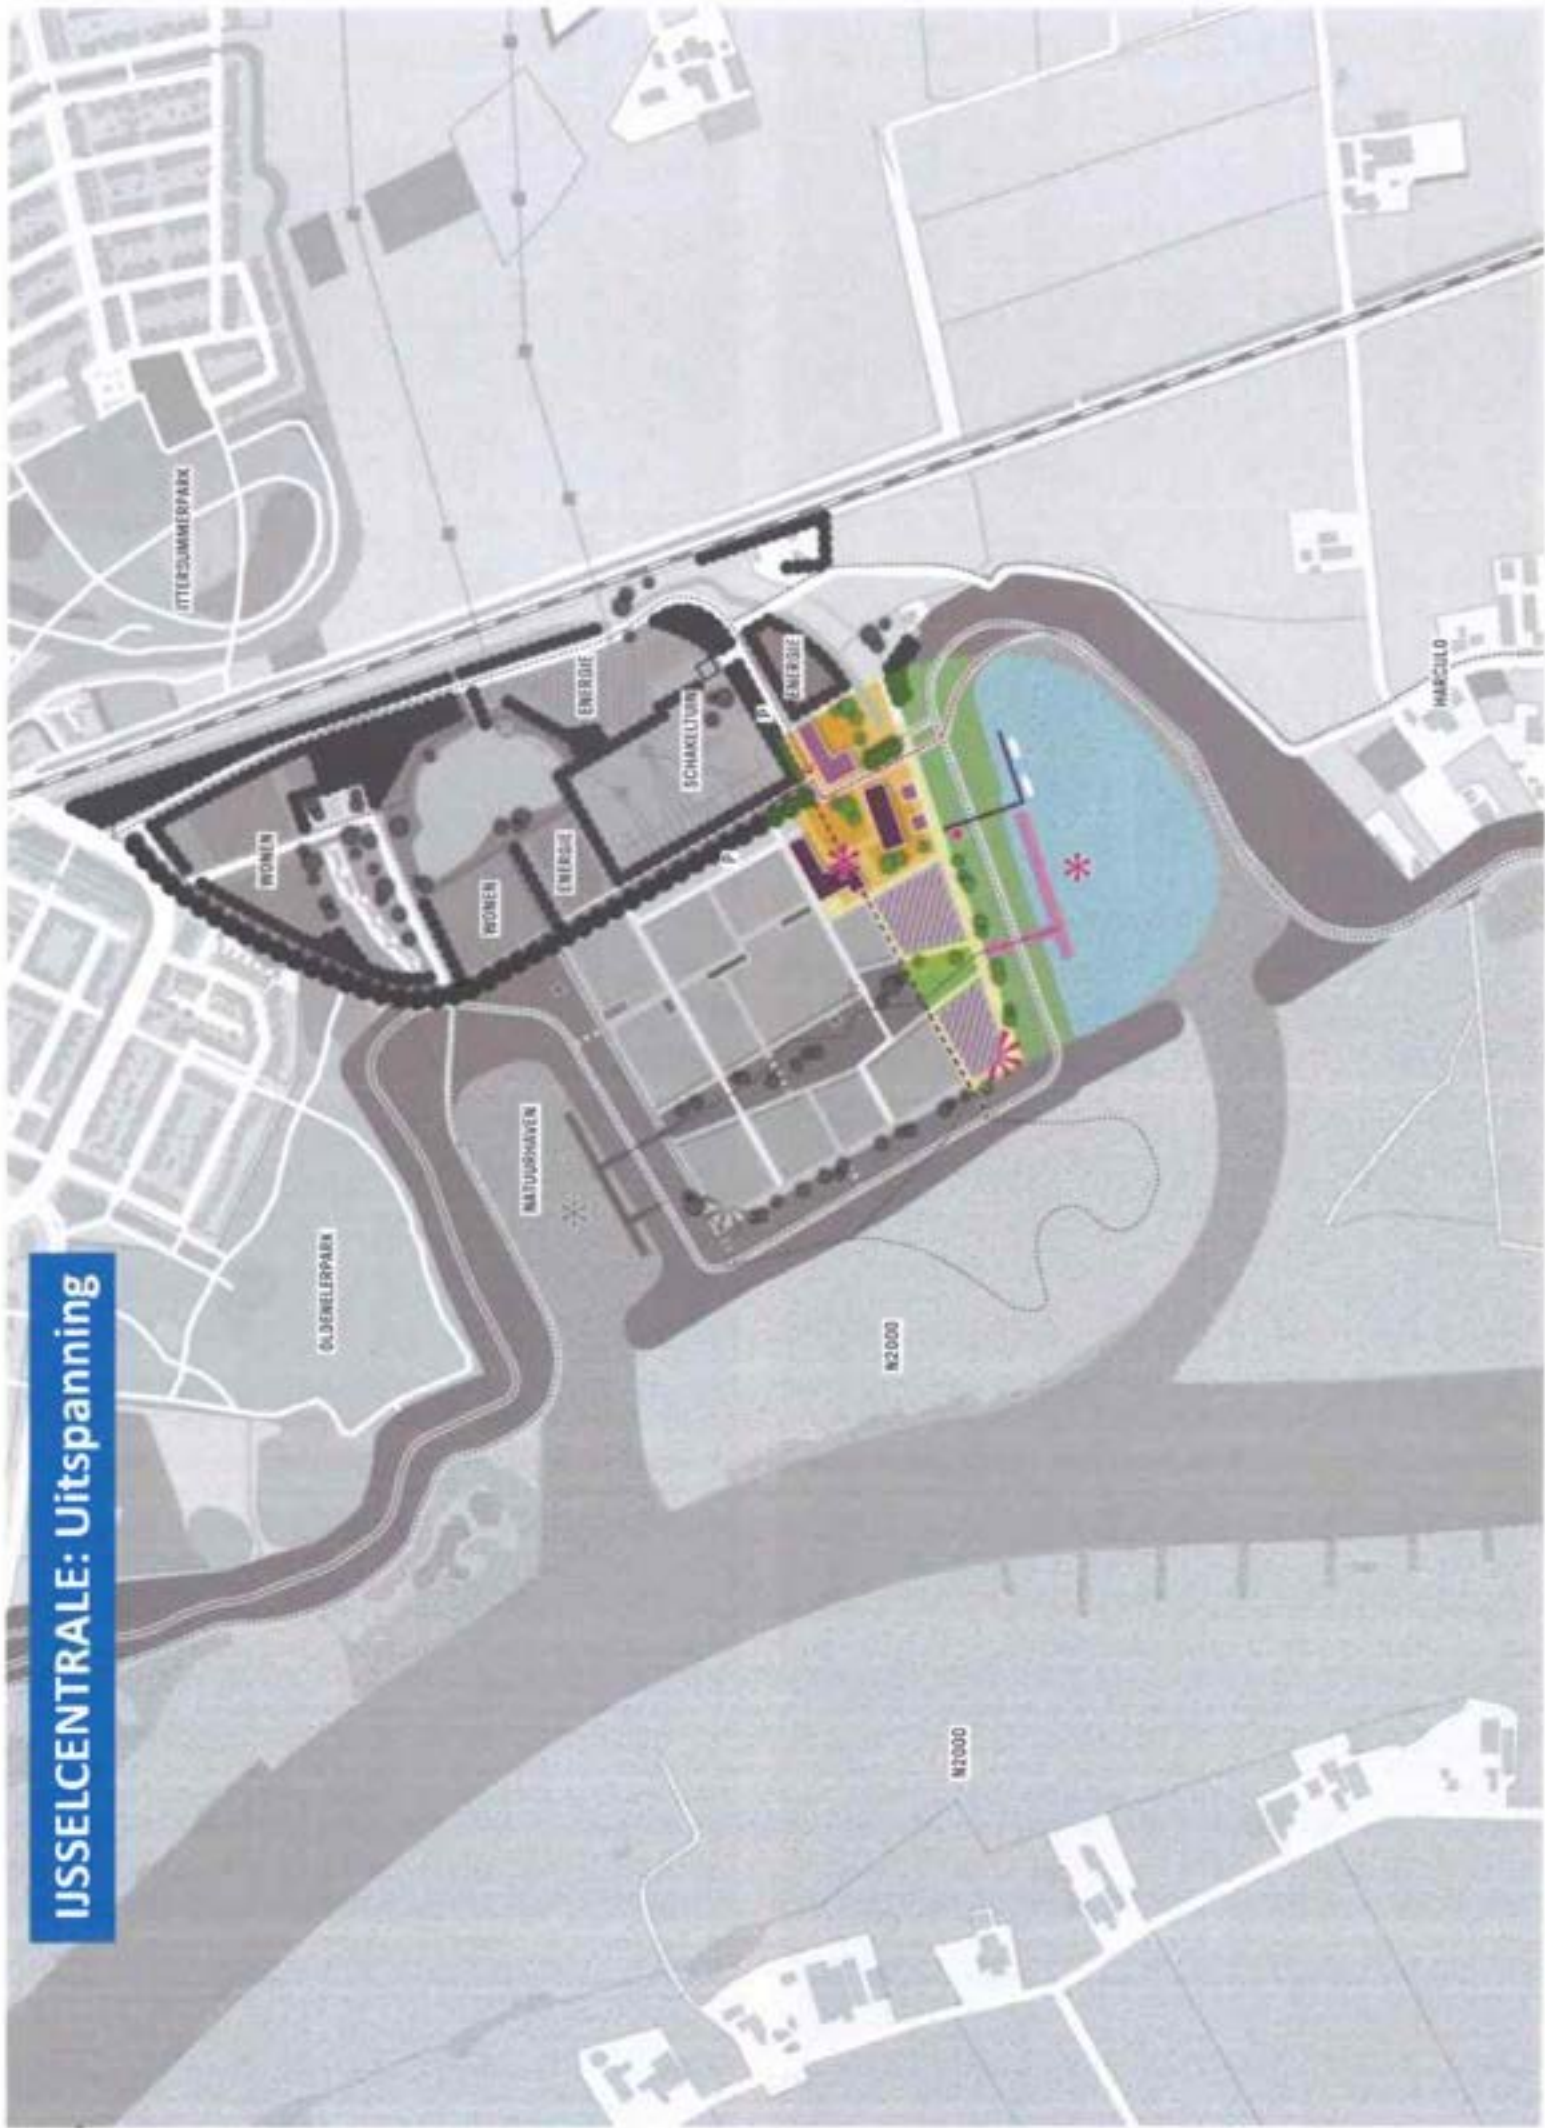 IJSSELCENTRALE: Uitspanning
ITTERSUMMERPARK
WONEN
ENERGIE
WONEN
ENERGIE
SCHAKELTUIN
ENERGIE
P
P
NATUURHAVEN
OLDENELERPARK
N2000
N2000
HARCULO